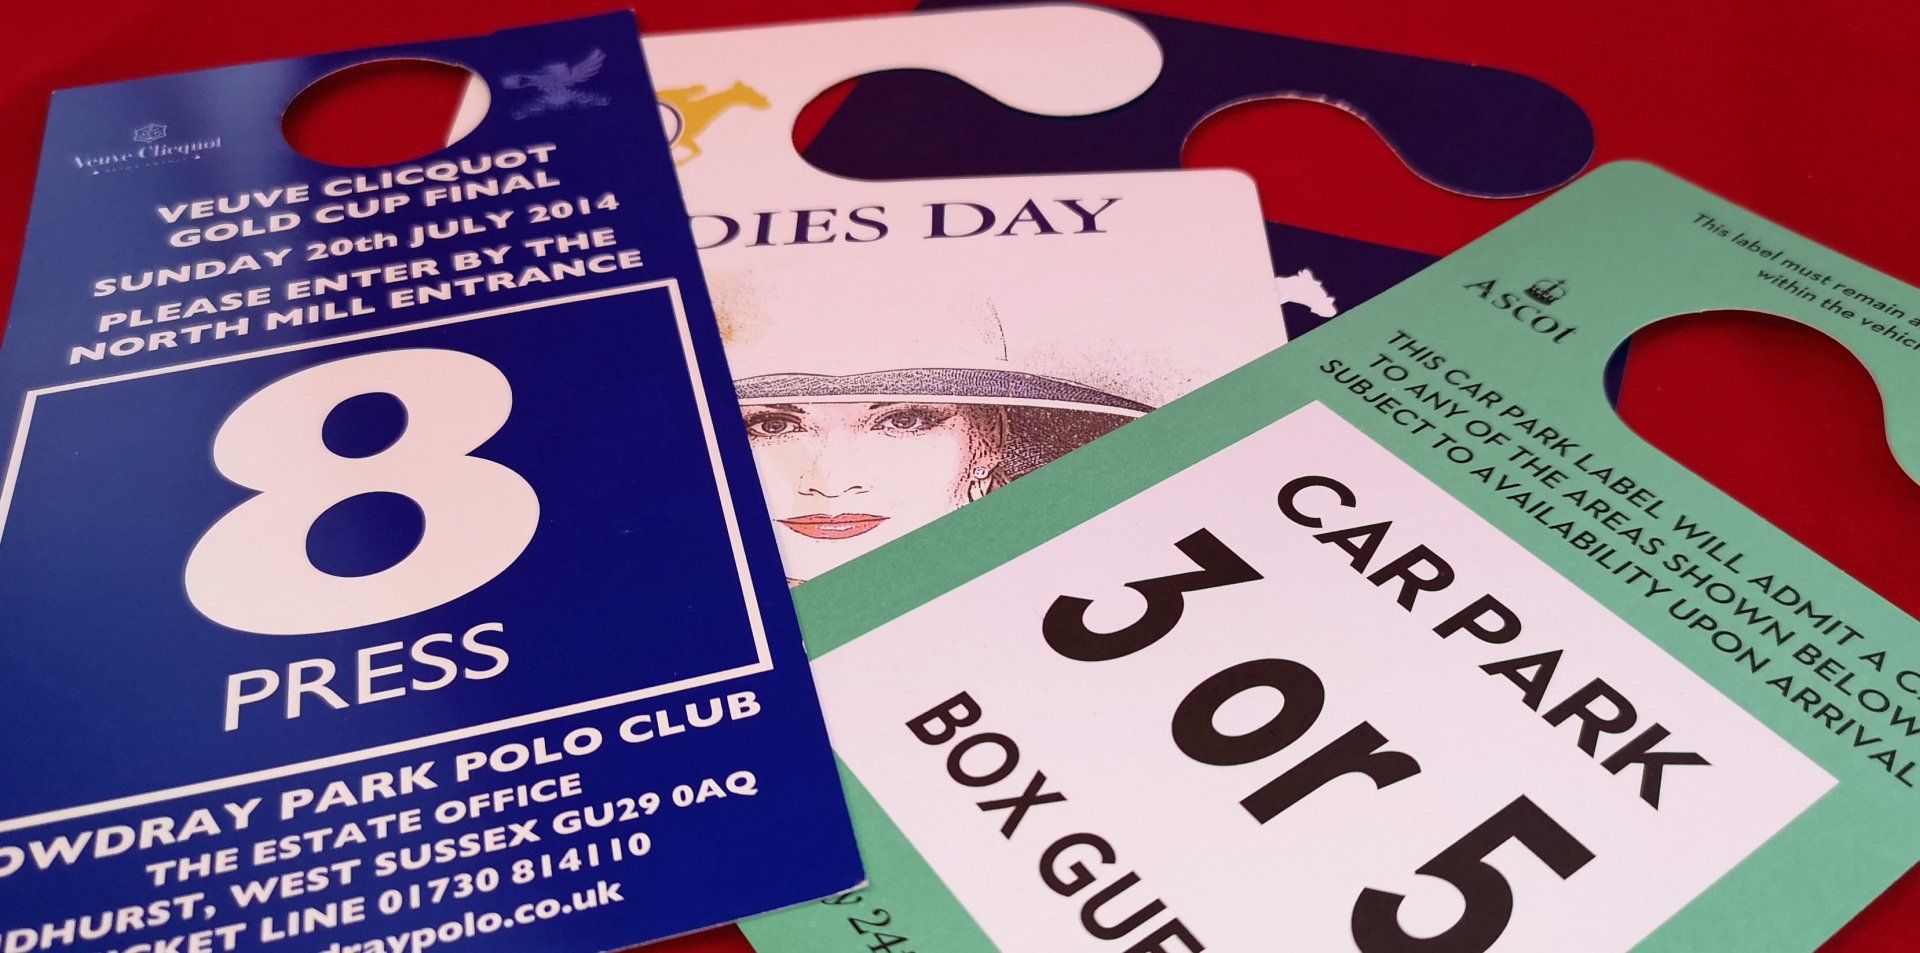 Veuve Clicquot
VEUVE CLICQUOT
GOLD CUP FINAL
SUNDAY 20th JULY 2014
PLEASE ENTER BY THE
NORTH MILL ENTRANCE
8
PRESS
OWDRAY PARK POLO CLUB
THE ESTATE OFFICE
DHURST, WEST SUSSEX GU29 0AQ
CKET LINE 01730 814110
draypolo.co.uk
DIES DAY
This label must remain
within the vehic
ASCOT
THIS CAR PARK LABEL WILL ADMIT A C
TO ANY OF THE AREAS SHOWN BELOW
SUBJECT TO AVAILABILITY UPON ARRIVAL
CAR PARK
3 or 5
BOX GUE
y 24